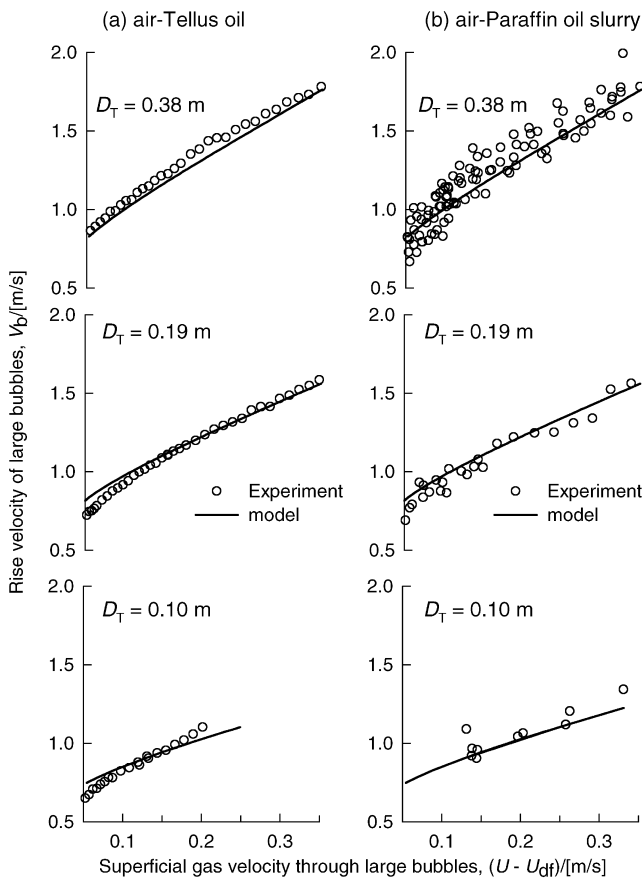 (a) air-Tellus oil
(b) air-Paraffin oil slurry
2.0
1.5
1.0
0.5
D_T = 0.38 m
2.0
1.5
1.0
0.5
D_T = 0.38 m
Rise velocity of large bubbles, V_b/[m/s]
2.0
1.5
1.0
0.5
D_T = 0.19 m
Experiment
model
2.0
1.5
1.0
0.5
D_T = 0.19 m
Experiment
model
2.0
1.5
1.0
0.5
D_T = 0.10 m
0.1 0.2 0.3
2.0
1.5
1.0
0.5
D_T = 0.10 m
0.1 0.2 0.3
Superficial gas velocity through large bubbles, (U - U_df)/[m/s]